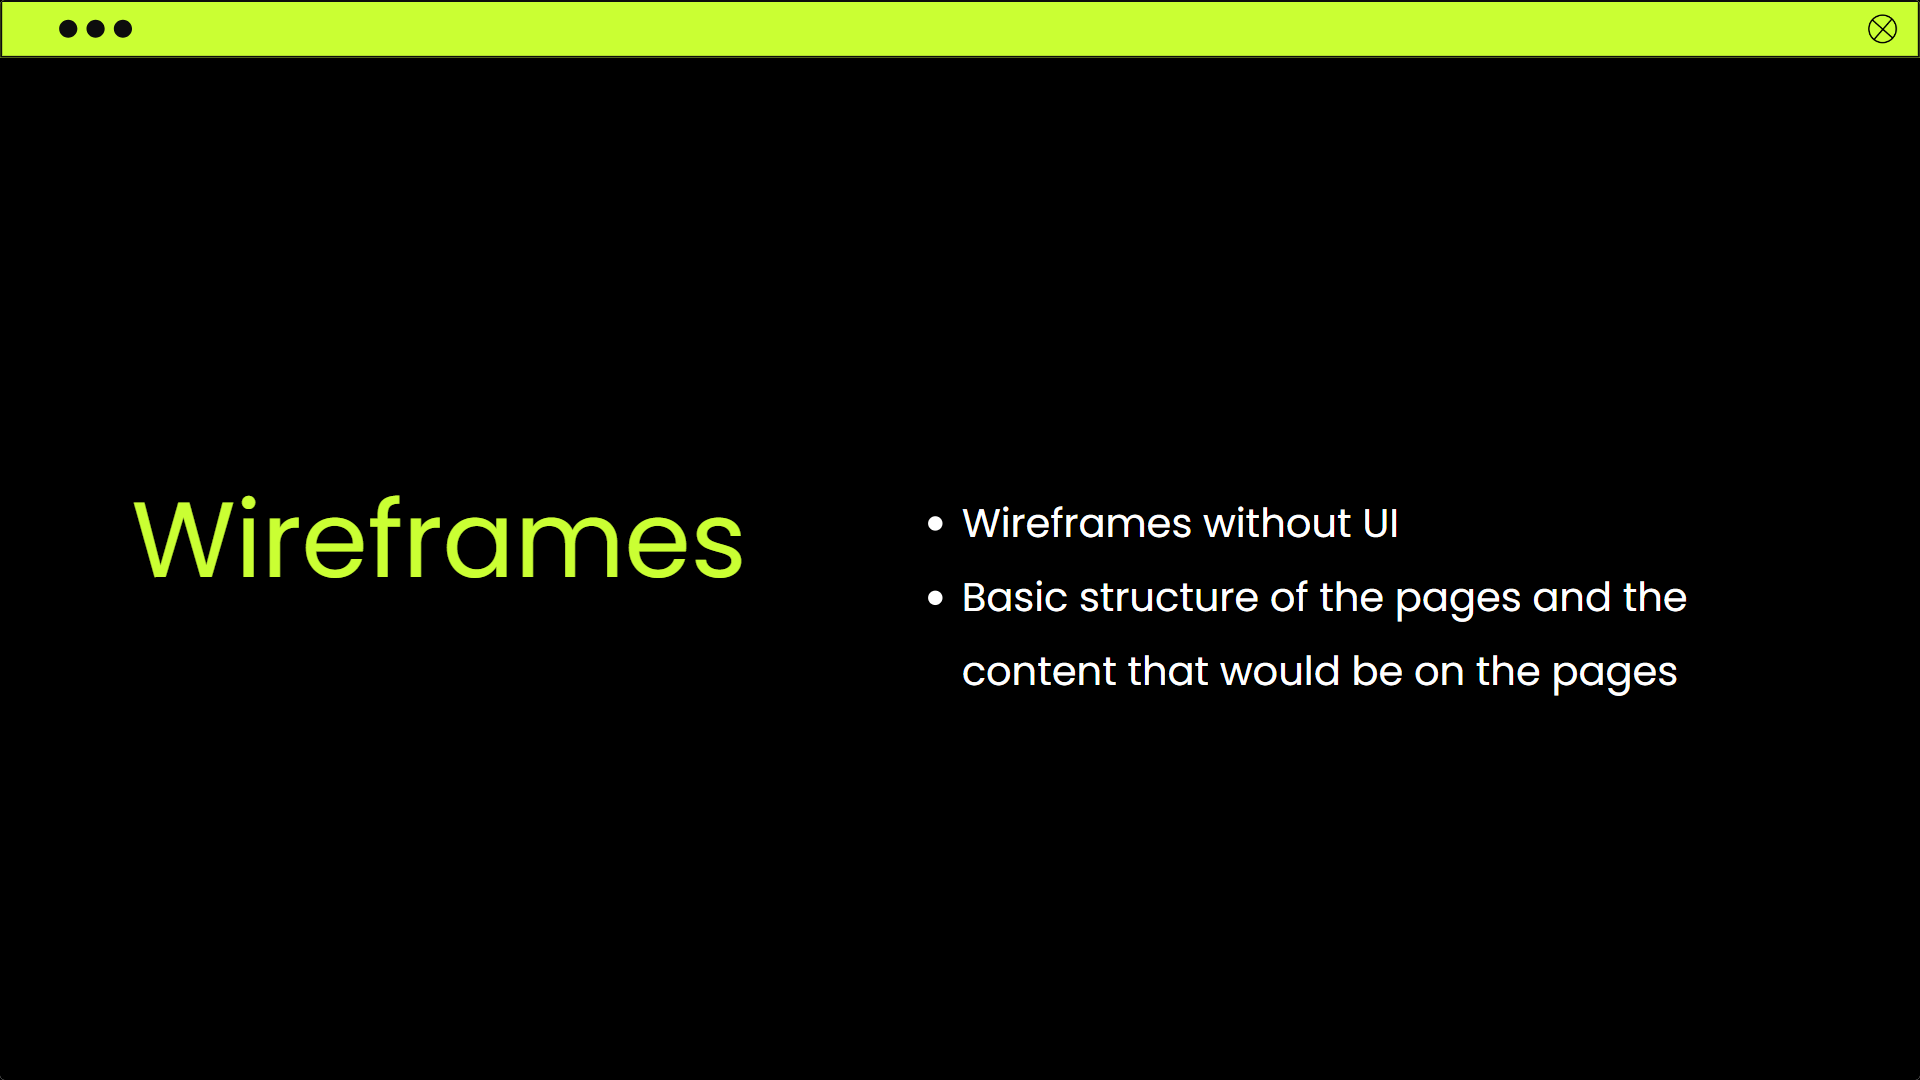 Wireframes
• Wireframes without UI
• Basic structure of the pages and the
content that would be on the pages